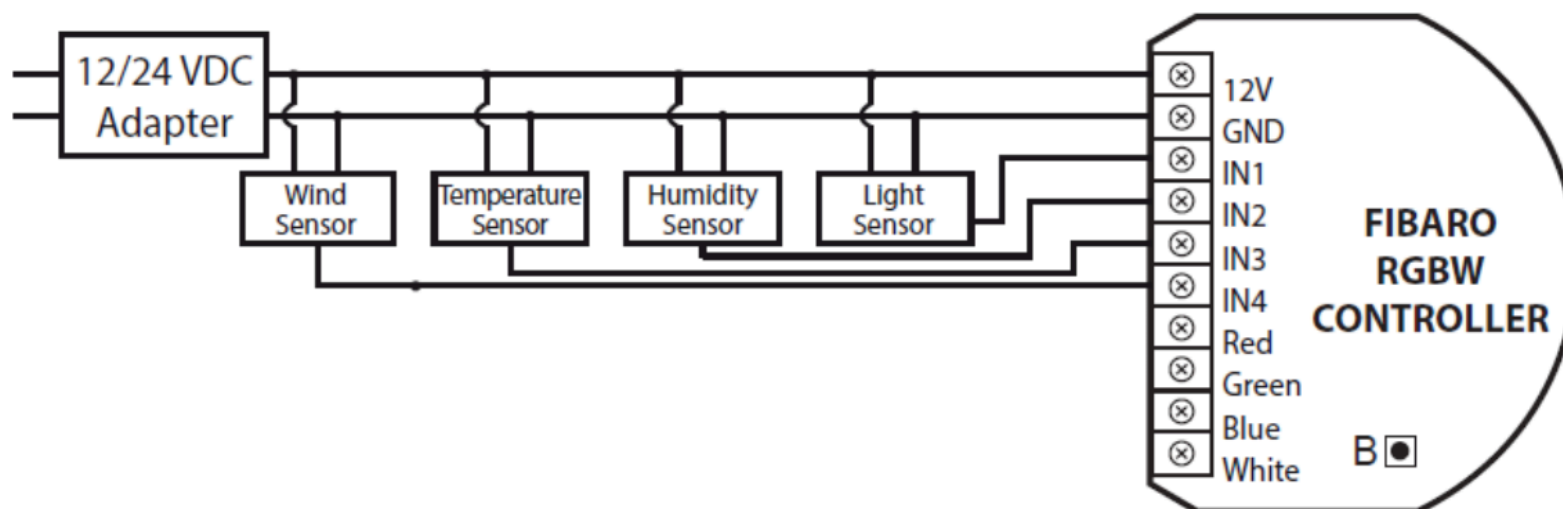 12/24 VDC
Adapter
Wind
Sensor
Temperature
Sensor
Humidity
Sensor
Light
Sensor
12V
GND
IN1
IN2
IN3
IN4
Red
Green
Blue
White
FIBARO
RGBW
CONTROLLER
B